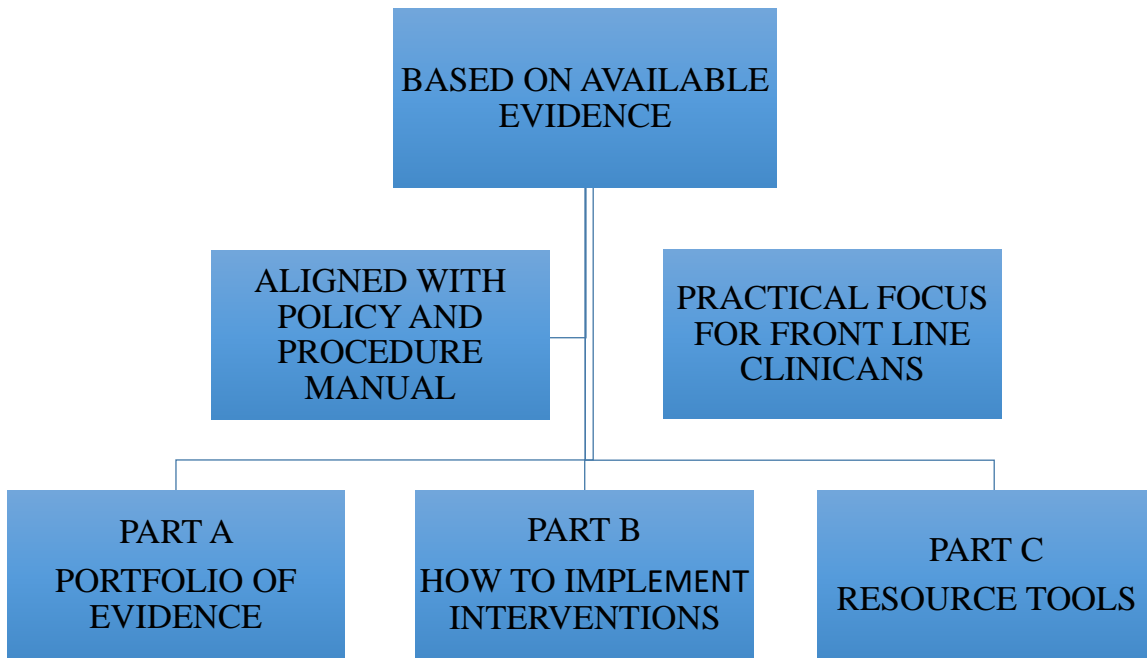 BASED ON AVAILABLE
EVIDENCE
ALIGNED WITH
POLICY AND
PROCEDURE
MANUAL
PRACTICAL FOCUS
FOR FRONT LINE
CLINICANS
PART A
PORTFOLIO OF
EVIDENCE
PART B
HOW TO IMPLEMENT
INTERVENTIONS
PART C
RESOURCE TOOLS